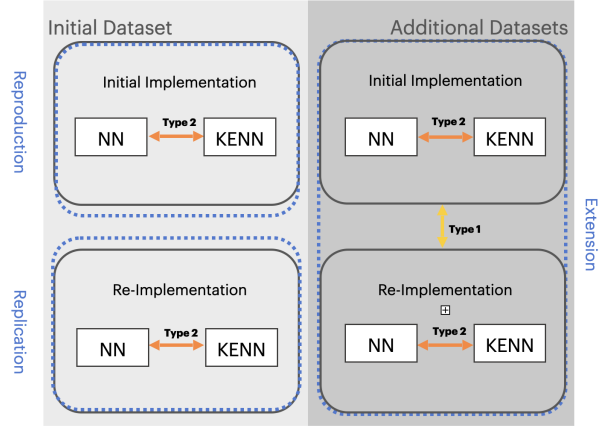 Initial Dataset
Additional Datasets
Reproduction
Initial Implementation
Type 2
NN
KENN
Initial Implementation
Type 2
NN
KENN
Type 1
Extension
Replication
Re-Implementation
Type 2
NN
KENN
Re-Implementation
Type 2
NN
KENN